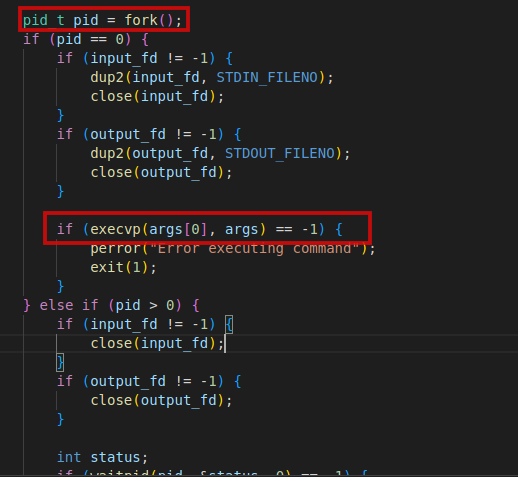 pid_t pid = fork();
if (pid == 0) {
if (input_fd != -1) {
dup2(input_fd, STDIN_FILENO);
close(input_fd);
}
if (output_fd != -1) {
dup2(output_fd, STDOUT_FILENO);
close(output_fd);
}
if (execvp(args[0], args) == -1) {
perror("Error executing command");
exit(1);
}
} else if (pid > 0) {
if (input_fd != -1) {
close(input_fd);
}
if (output_fd != -1) {
close(output_fd);
}
int status;
if (waitpid(pid, &status, 0) == -1) {